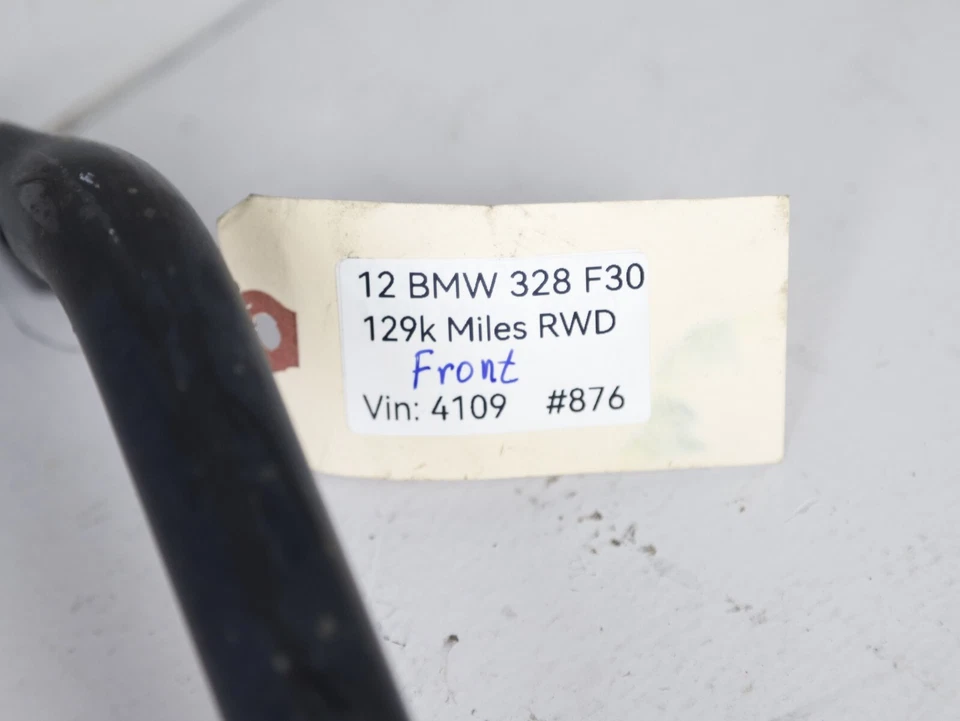 12 BMW 328 F30
129k Miles RWD
Front
Vin: 4109 #876